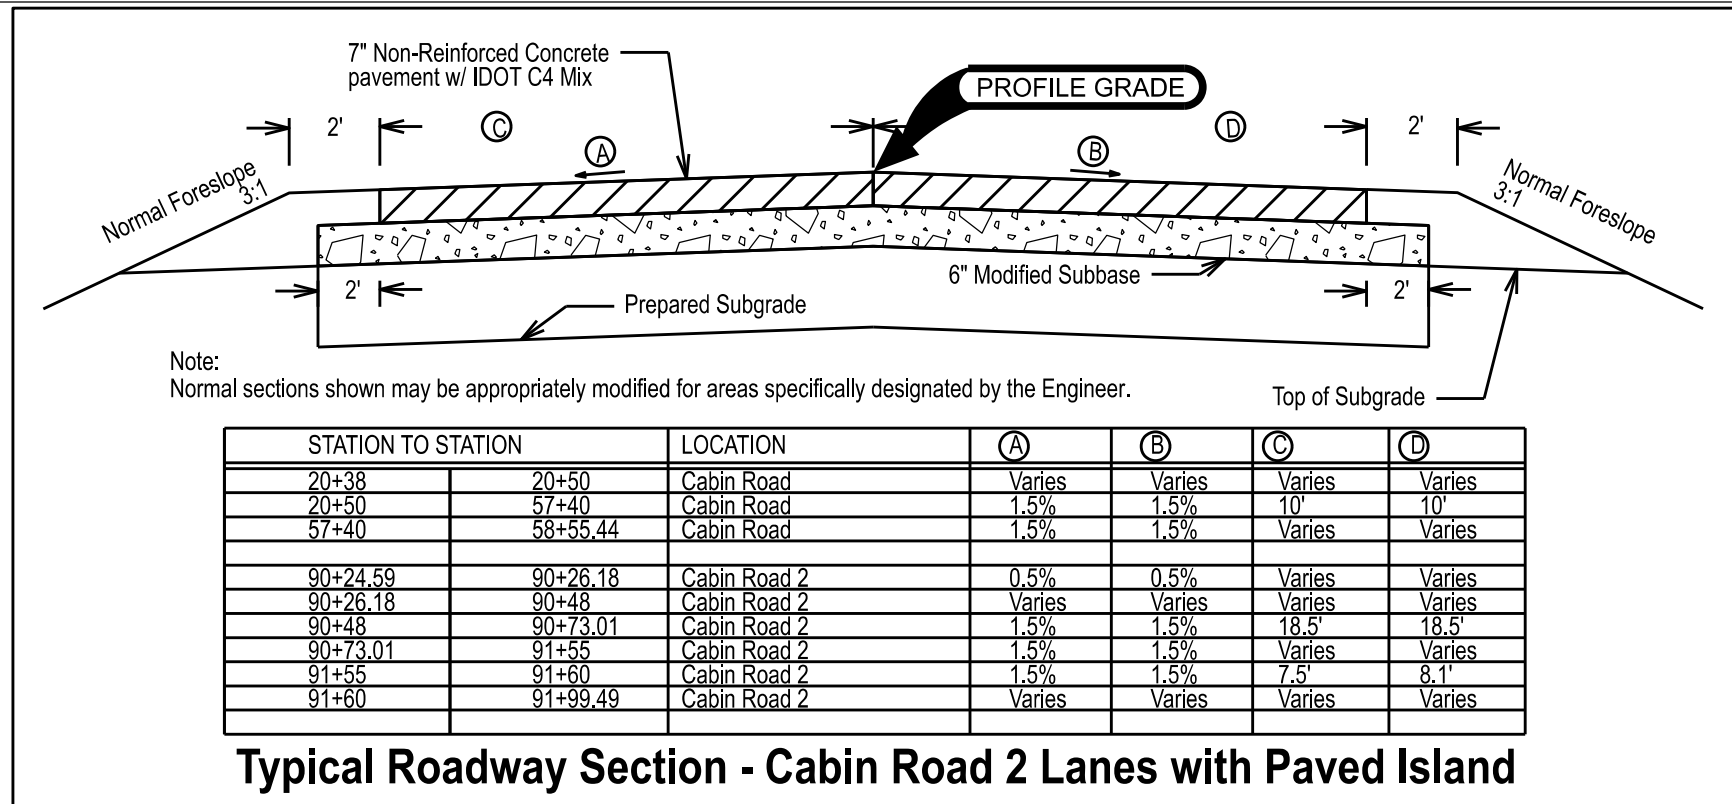 7" Non-Reinforced Concrete
pavement w/ IDOT C4 Mix
PROFILE GRADE
2'
C
D
2'
A
B
Normal Foreslope
3:1
Normal Foreslope
3:1
6" Modified Subbase
2'
2'
Prepared Subgrade
Note:
Normal sections shown may be appropriately modified for areas specifically designated by the Engineer.
Top of Subgrade
STATION TO STATION LOCATION A B C D
20+38 20+50 Cabin Road Varies Varies Varies Varies
20+50 57+40 Cabin Road 1.5% 1.5% 10' 10'
57+40 58+55.44 Cabin Road 1.5% 1.5% Varies Varies
90+24.59 90+26.18 Cabin Road 2 0.5% 0.5% Varies Varies
90+26.18 90+48 Cabin Road 2 Varies Varies Varies Varies
90+48 90+73.01 Cabin Road 2 1.5% 1.5% 18.5' 18.5'
90+73.01 91+55 Cabin Road 2 1.5% 1.5% Varies Varies
91+55 91+60 Cabin Road 2 1.5% 1.5% 7.5' 8.1'
91+60 91+99.49 Cabin Road 2 Varies Varies Varies Varies
Typical Roadway Section - Cabin Road 2 Lanes with Paved Island